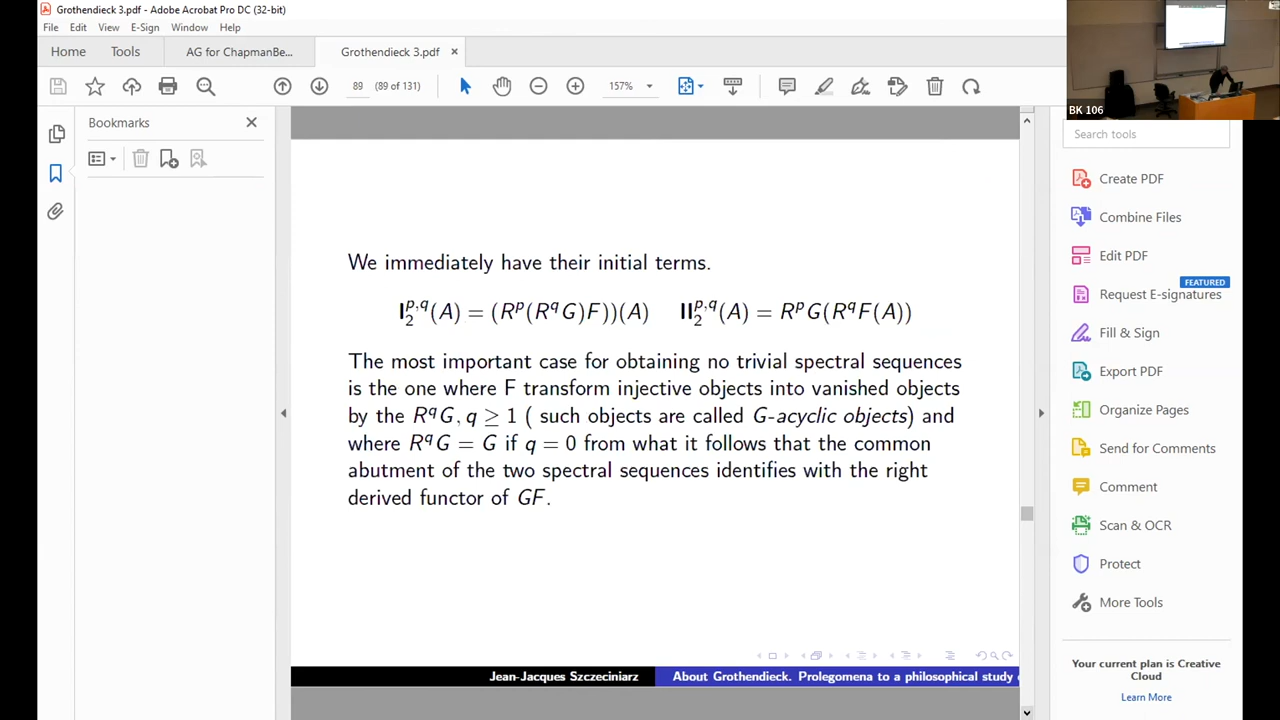 Grothendieck 3.pdf - Adobe Acrobat Pro DC (32-bit)
File Edit View E-Sign Window Help
Home Tools AG for ChapmanBe... Grothendieck 3.pdf
89 (89 of 131) 157%
BK 106
Bookmarks
Search tools
Create PDF
Combine Files
Edit PDF
FEATURED
Request E-signatures
Fill & Sign
Export PDF
Organize Pages
Send for Comments
Comment
Scan & OCR
Protect
More Tools
Your current plan is Creative
Cloud
Learn More
We immediately have their initial terms.
I₂^{p,q}(A) = (R^p(R^qG)F))(A) II₂^{p,q}(A) = R^pG(R^qF(A))
The most important case for obtaining no trivial spectral sequences
is the one where F transform injective objects into vanished objects
by the R^qG, q ≥ 1 ( such objects are called G-acyclic objects) and
where R^qG = G if q = 0 from what it follows that the common
abutment of the two spectral sequences identifies with the right
derived functor of GF.
Jean-Jacques Szczeciniarz About Grothendieck. Prolegomena to a philosophical study